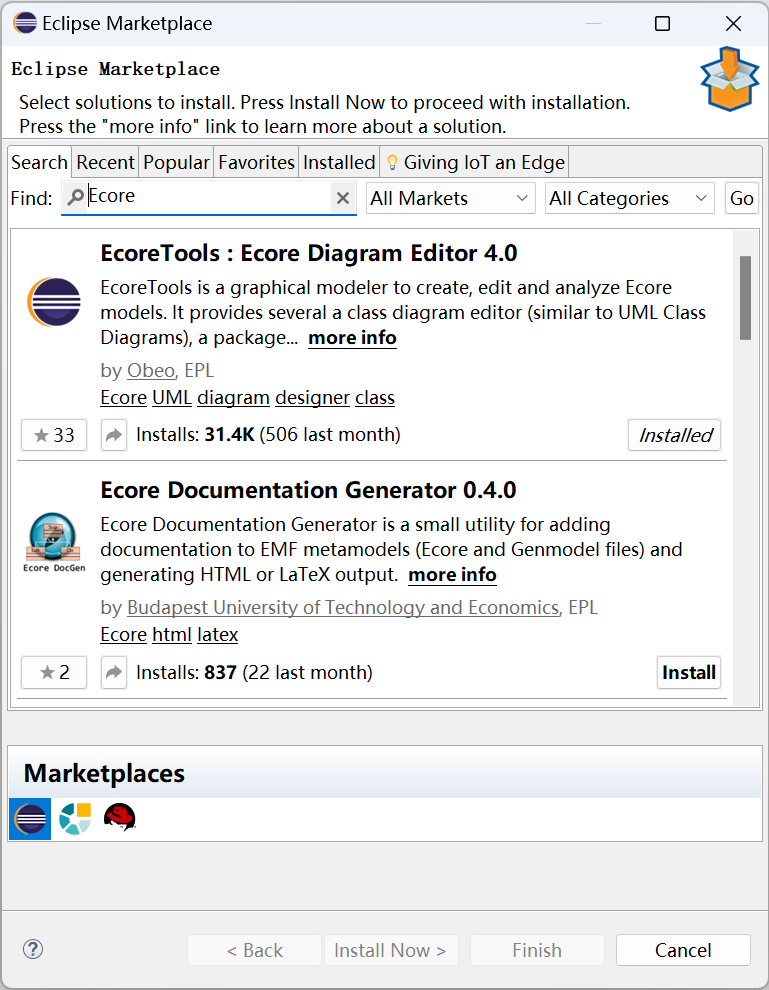 Eclipse Marketplace
Eclipse Marketplace
Select solutions to install. Press Install Now to proceed with installation.
Press the "more info" link to learn more about a solution.
Search Recent Popular Favorites Installed Giving IoT an Edge
Find: Ecore All Markets All Categories Go
EcoreTools : Ecore Diagram Editor 4.0
EcoreTools is a graphical modeler to create, edit and analyze Ecore
models. It provides several a class diagram editor (similar to UML Class
Diagrams), a package... more info
by Obeo, EPL
Ecore UML diagram designer class
33 Installs: 31.4K (506 last month) Installed
Ecore Documentation Generator 0.4.0
Ecore Documentation Generator is a small utility for adding
documentation to EMF metamodels (Ecore and Genmodel files) and
generating HTML or LaTeX output. more info
Ecore DocGen
by Budapest University of Technology and Economics, EPL
Ecore html latex
2 Installs: 837 (22 last month) Install
Marketplaces
? < Back Install Now > Finish Cancel